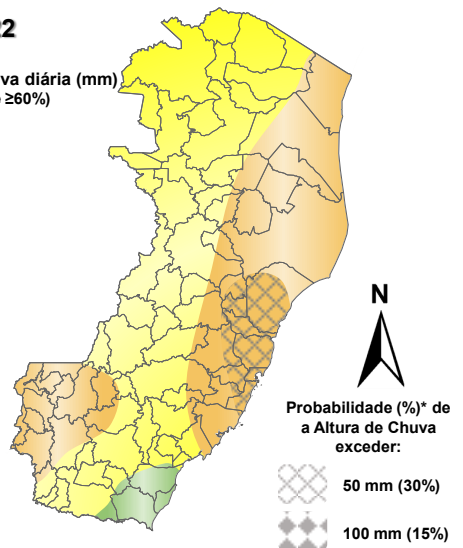 22
va diária (mm)
≥60%)
N
Probabilidade (%)* de
a Altura de Chuva
exceder:
50 mm (30%)
100 mm (15%)